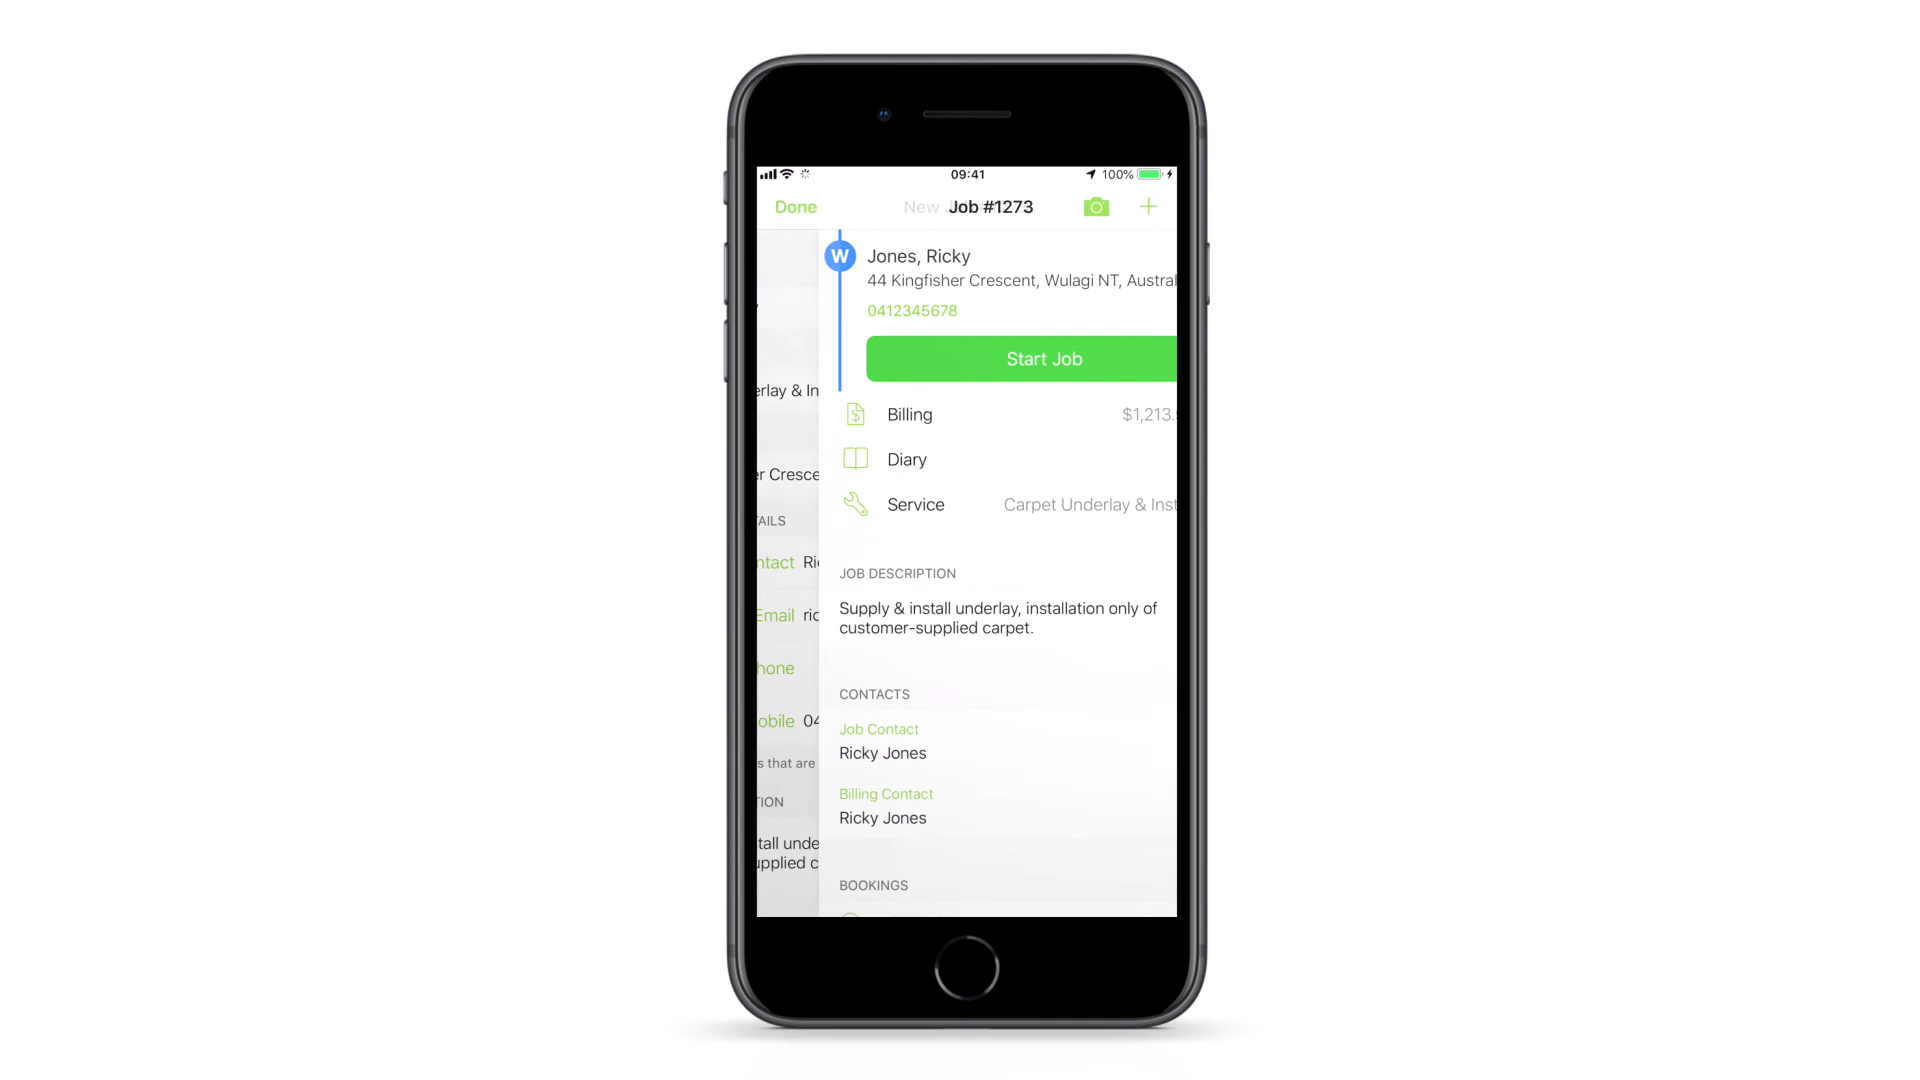 09:41
100%
Done
New J
Job #1273
W
Jones, Ricky
44 Kingfisher Crescent, Wulagi NT, Austral
0412345678
Start Job
erlay & In
Billing
$1,213.
Diary
er Cresce
Service
Carpet Underlay & Inst
TAILS
ntact Ri
JOB DESCRIPTION
Supply & install underlay, installation only of
customer-supplied carpet.
Email ric
hone
CONTACTS
obile 04
Job Contact
Ricky Jones
s that are
Billing Contact
TION
Ricky Jones
tall unde
upplied c
BOOKINGS